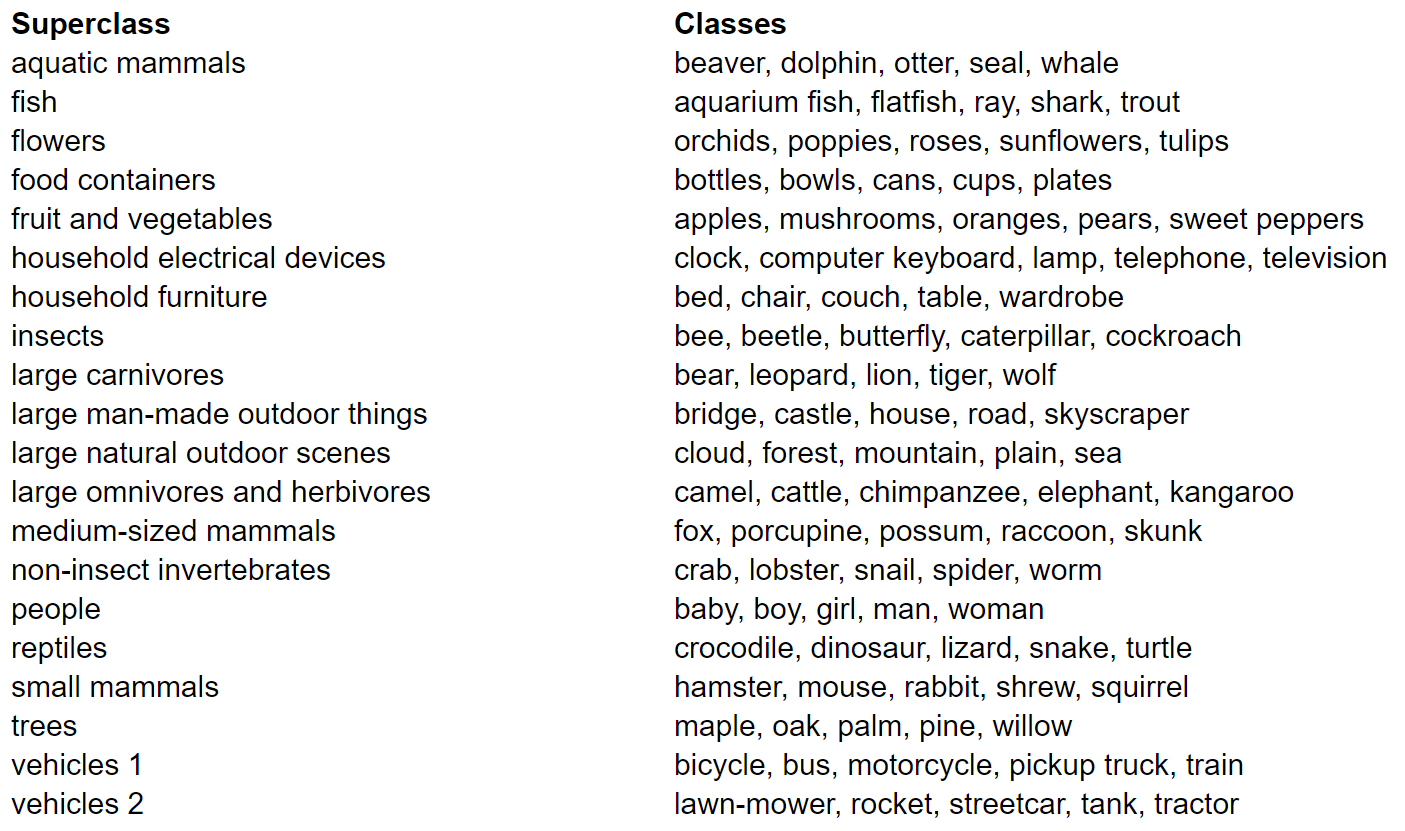 Superclass Classes
aquatic mammals beaver, dolphin, otter, seal, whale
fish aquarium fish, flatfish, ray, shark, trout
flowers orchids, poppies, roses, sunflowers, tulips
food containers bottles, bowls, cans, cups, plates
fruit and vegetables apples, mushrooms, oranges, pears, sweet peppers
household electrical devices clock, computer keyboard, lamp, telephone, television
household furniture bed, chair, couch, table, wardrobe
insects bee, beetle, butterfly, caterpillar, cockroach
large carnivores bear, leopard, lion, tiger, wolf
large man-made outdoor things bridge, castle, house, road, skyscraper
large natural outdoor scenes cloud, forest, mountain, plain, sea
large omnivores and herbivores camel, cattle, chimpanzee, elephant, kangaroo
medium-sized mammals fox, porcupine, possum, raccoon, skunk
non-insect invertebrates crab, lobster, snail, spider, worm
people baby, boy, girl, man, woman
reptiles crocodile, dinosaur, lizard, snake, turtle
small mammals hamster, mouse, rabbit, shrew, squirrel
trees maple, oak, palm, pine, willow
vehicles 1 bicycle, bus, motorcycle, pickup truck, train
vehicles 2 lawn-mower, rocket, streetcar, tank, tractor